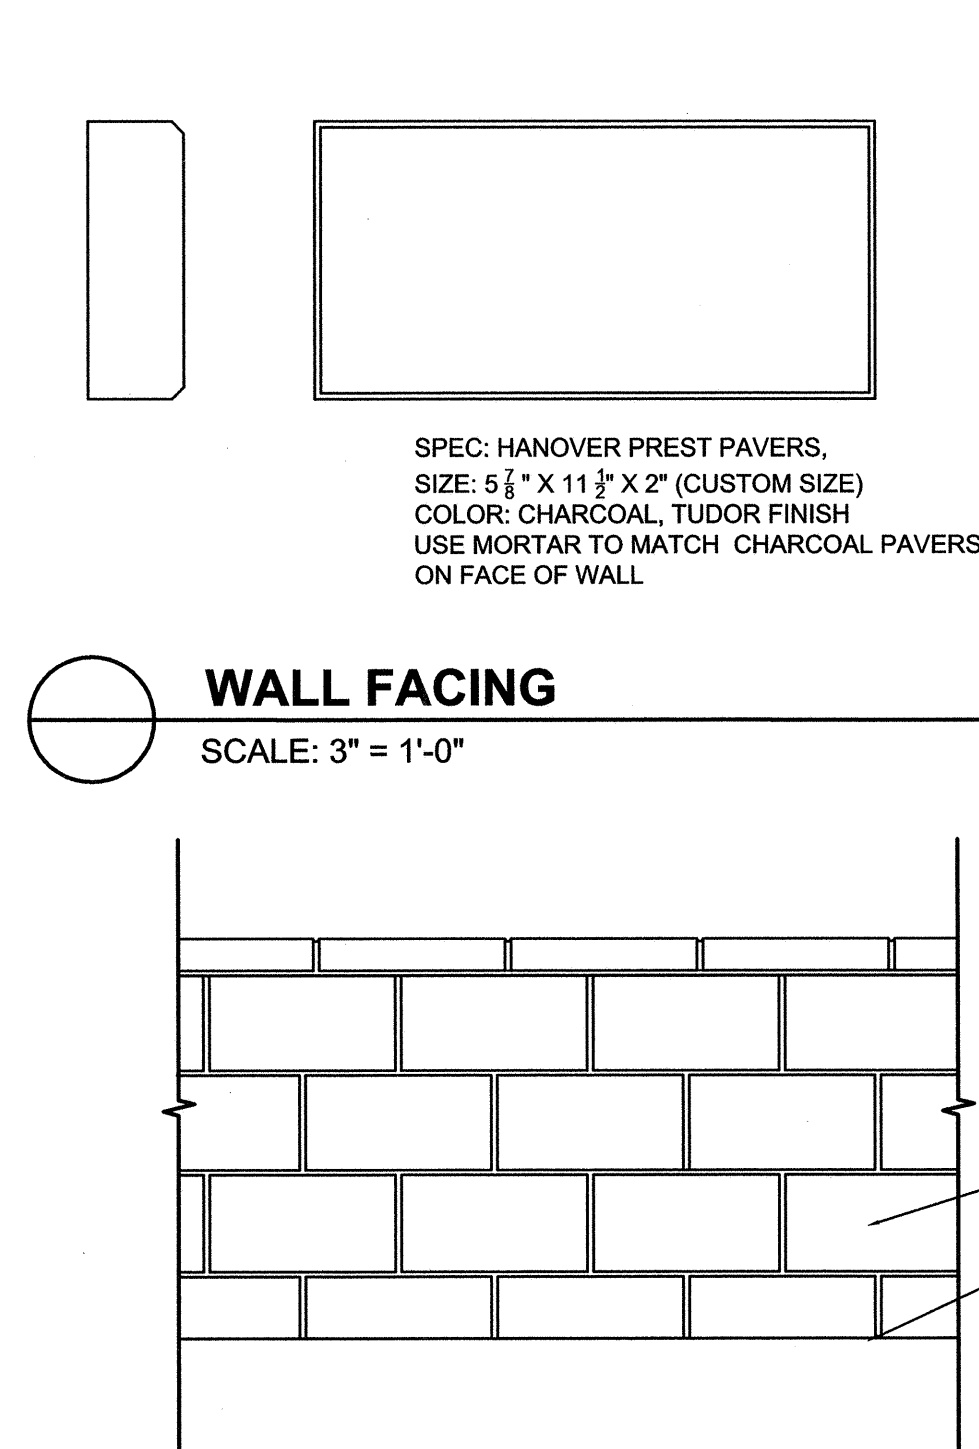 SPEC: HANOVER PREST PAVERS,
SIZE: 5 7/8" X 11 1/2" X 2" (CUSTOM SIZE)
COLOR: CHARCOAL, TUDOR FINISH
USE MORTAR TO MATCH CHARCOAL PAVERS
ON FACE OF WALL
WALL FACING
SCALE: 3" = 1'-0"